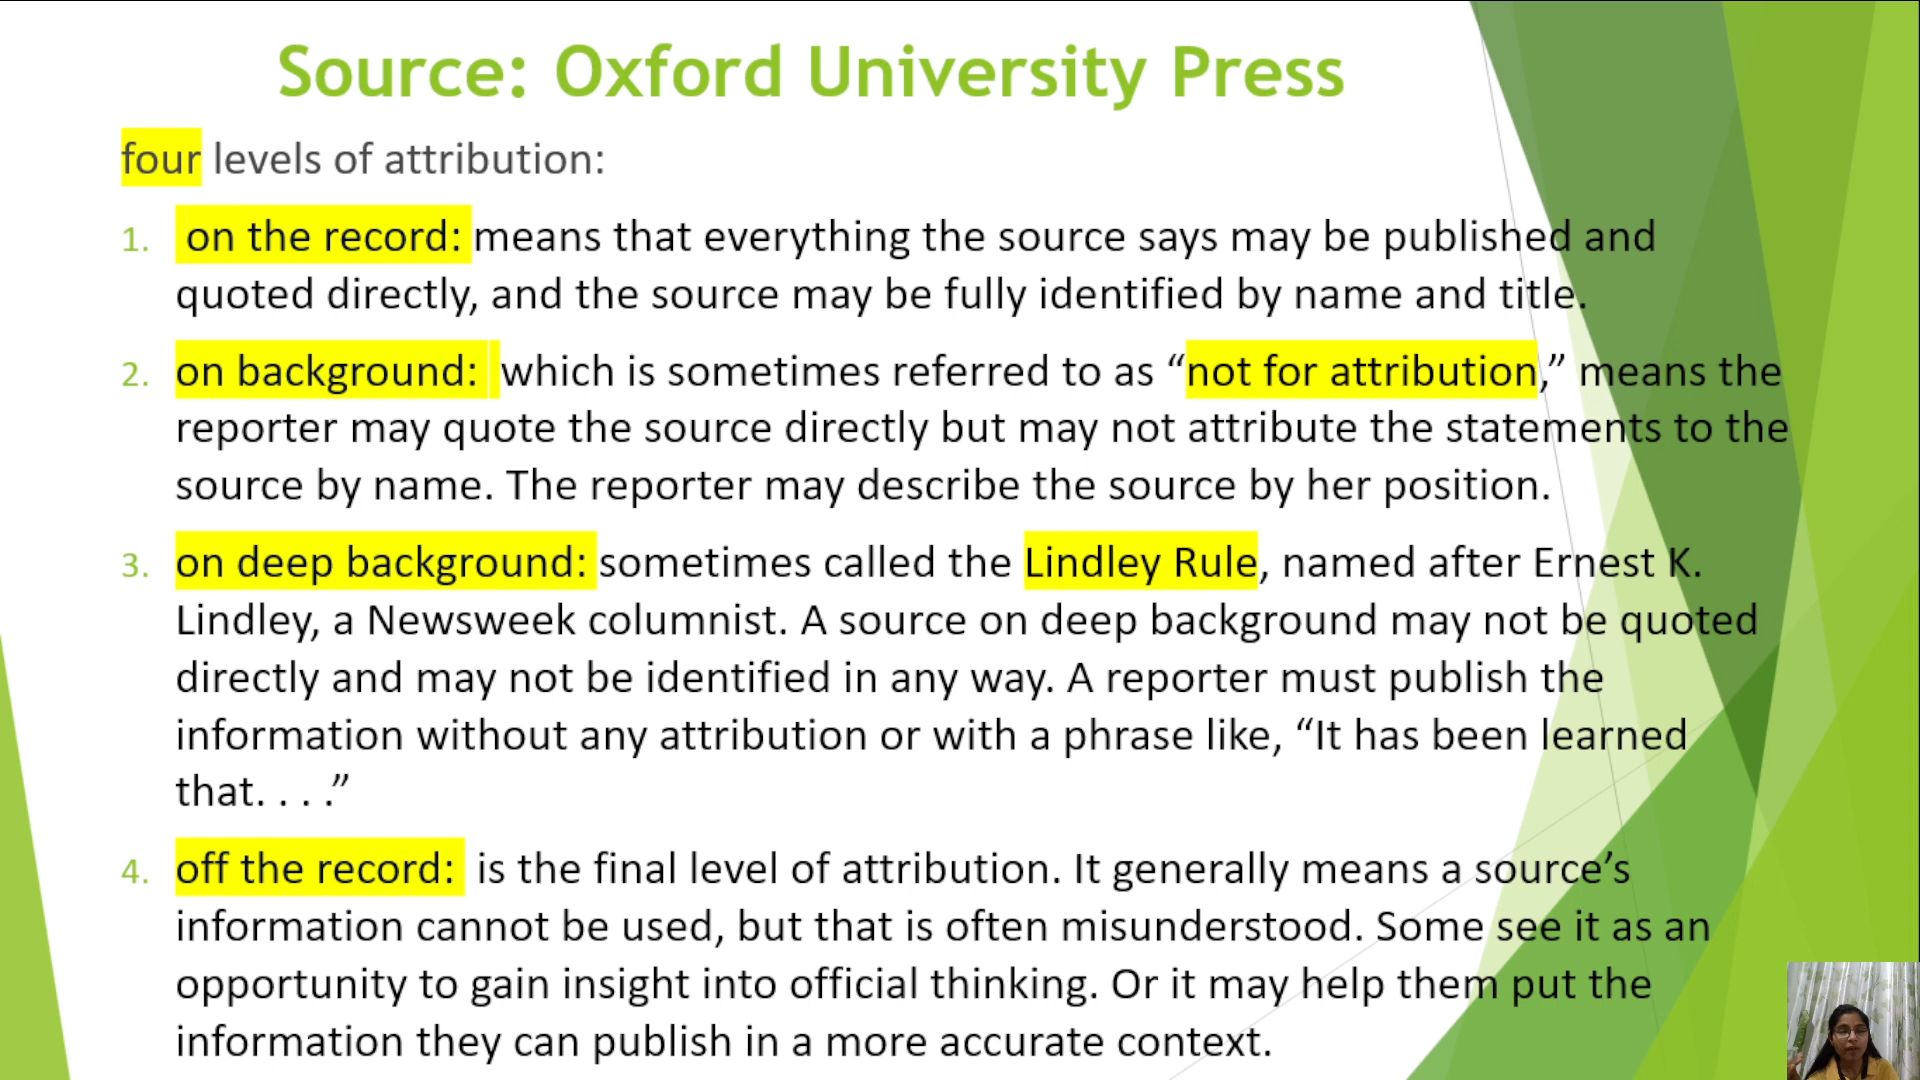 Source: Oxford University Press
four levels of attribution:
1. on the record: means that everything the source says may be published and
quoted directly, and the source may be fully identified by name and title.
2. on background: which is sometimes referred to as “not for attribution,” means the
reporter may quote the source directly but may not attribute the statements to the
source by name. The reporter may describe the source by her position.
3. on deep background: sometimes called the Lindley Rule, named after Ernest K.
Lindley, a Newsweek columnist. A source on deep background may not be quoted
directly and may not be identified in any way. A reporter must publish the
information without any attribution or with a phrase like, “It has been learned
that. . . .”
4. off the record: is the final level of attribution. It generally means a source’s
information cannot be used, but that is often misunderstood. Some see it as an
opportunity to gain insight into official thinking. Or it may help them put the
information they can publish in a more accurate context.